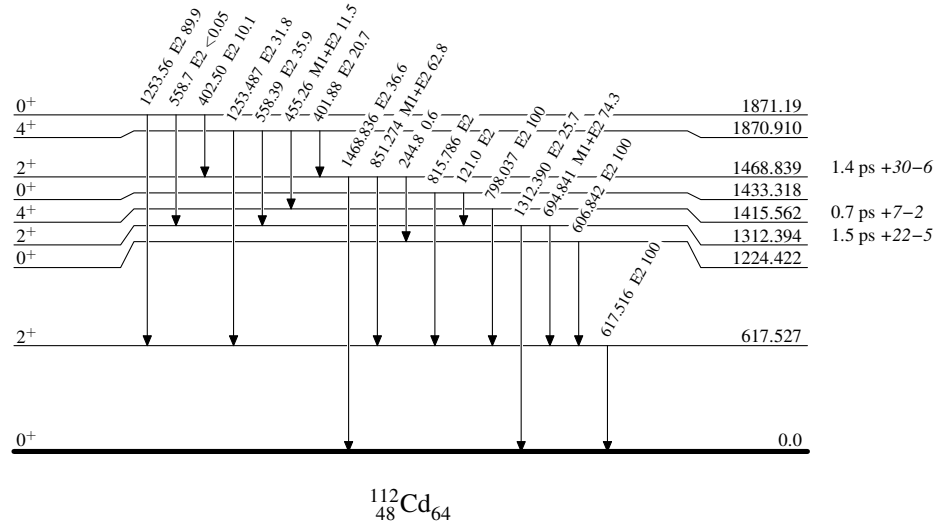 1253.56 E2 89.9
558.7 E2 <0.05
402.50 E2 10.1
1253.487 E2 31.8
558.39 E2 35.9
455.26 M1+E2 11.5
401.88 E2 20.7
1468.836 E2 36.6
851.274 M1+E2 62.8
244.8 0.6
815.786 E2
121.0 E2
798.037 E2 100
1312.390 E2 25.7
694.841 M1+E2 74.3
606.842 E2 100
617.516 E2 100
0⁺ 1871.19
4⁺ 1870.910
2⁺ 1468.839 1.4 ps +30−6
0⁺ 1433.318
4⁺ 1415.562 0.7 ps +7−2
2⁺ 1312.394 1.5 ps +22−5
0⁺ 1224.422
2⁺ 617.527
0⁺ 0.0
¹¹²₄₈Cd₆₄